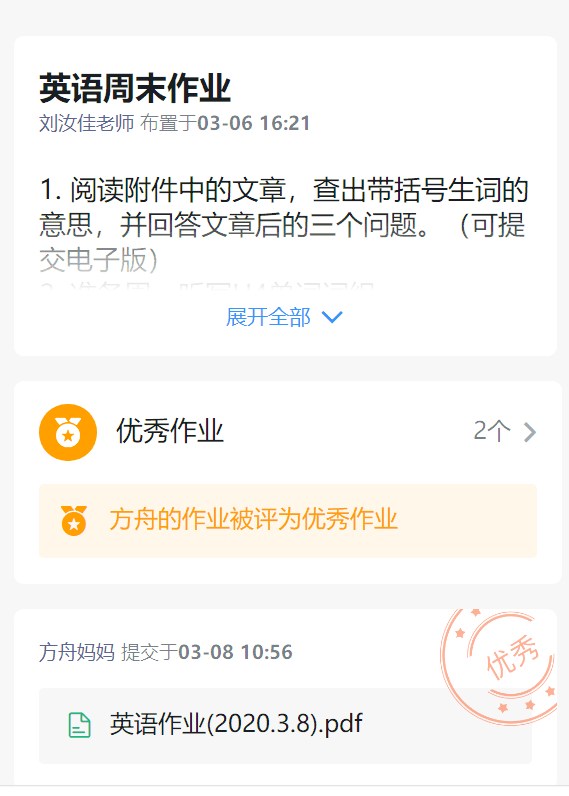 英语周末作业
刘汝佳老师 布置于03-06 16:21
1. 阅读附件中的文章，查出带括号生词的
意思，并回答文章后的三个问题。（可提
交电子版）
展开全部
优秀作业
2个
方舟的作业被评为优秀作业
方舟妈妈 提交于03-08 10:56
优秀
英语作业(2020.3.8).pdf